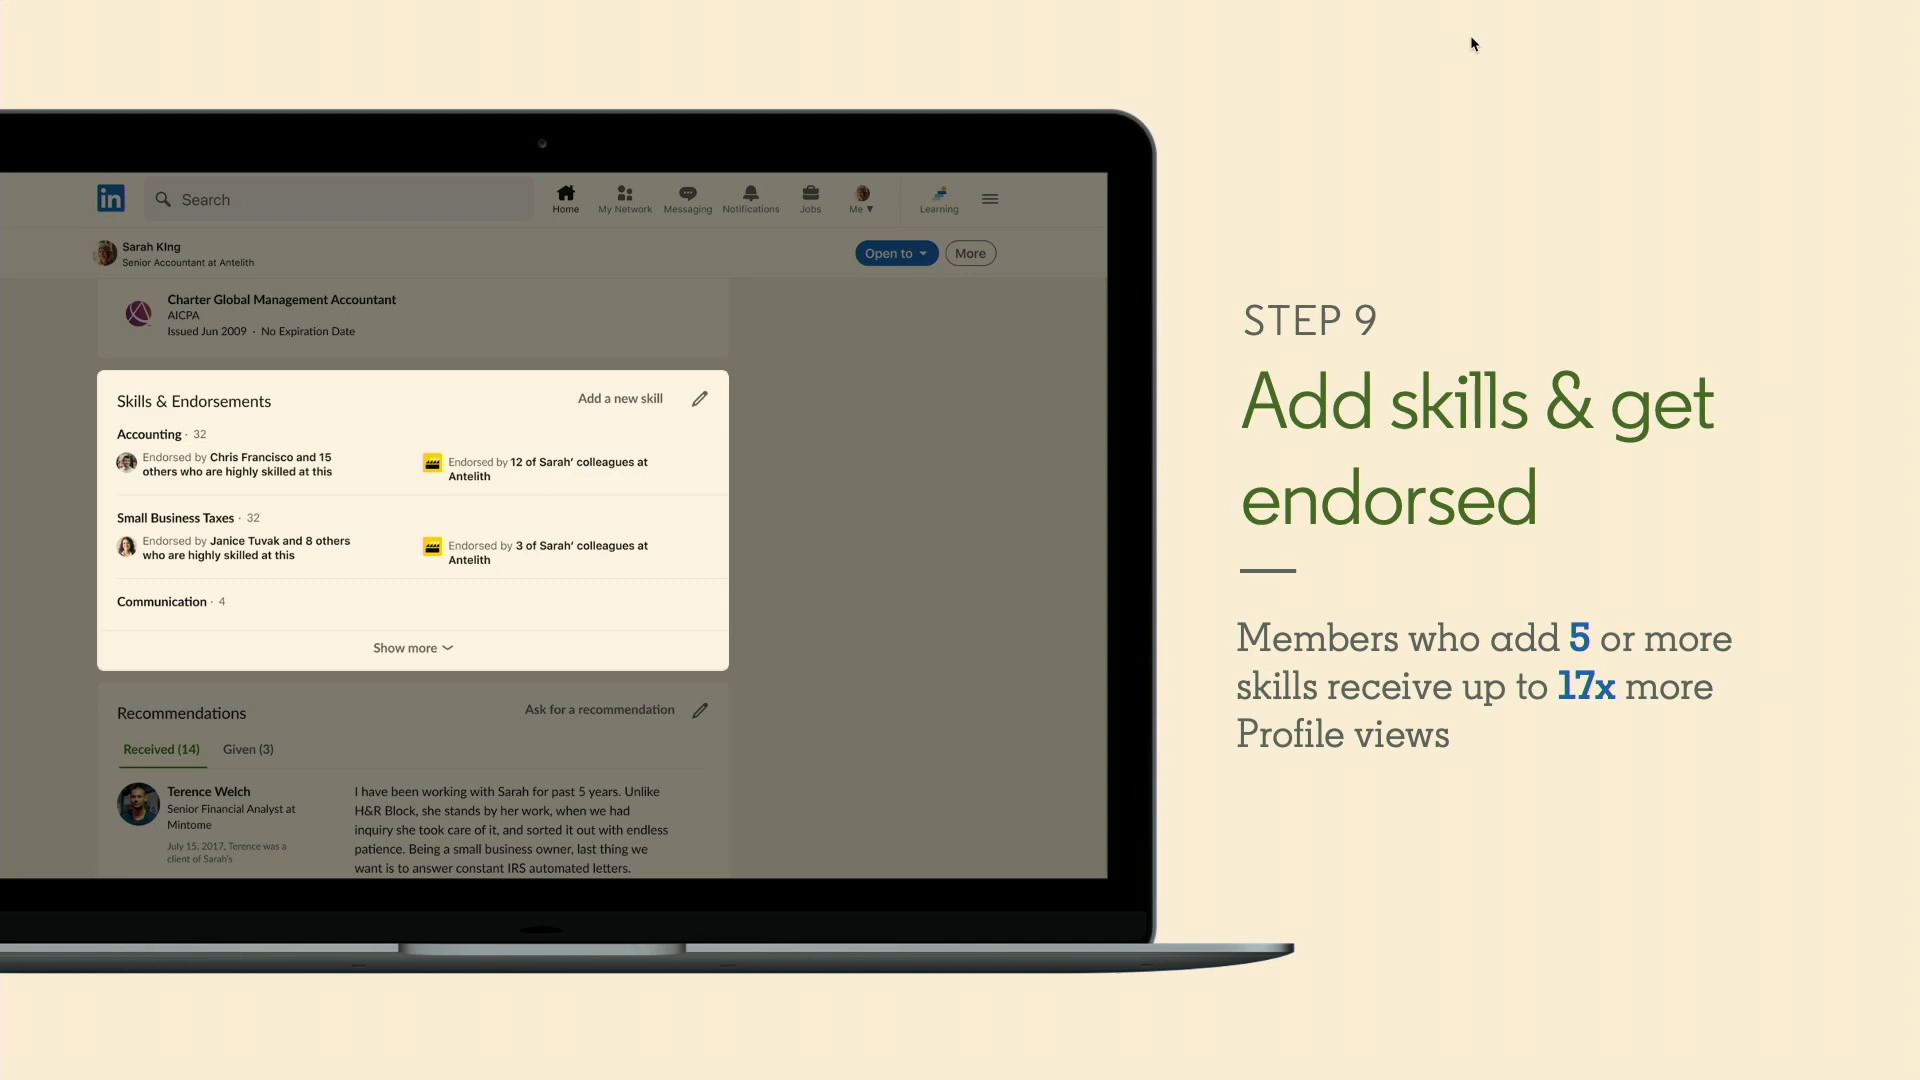 in
Search
Home
My Network
Messaging
Notifications
Jobs
Me ▼
Learning
Sarah KIng
Senior Accountant at Antelith
Open to
More
Charter Global Management Accountant
AICPA
Issued Jun 2009 · No Expiration Date
Skills & Endorsements
Add a new skill
Accounting · 32
Endorsed by Chris Francisco and 15
others who are highly skilled at this
Endorsed by 12 of Sarah’ colleagues at
Antelith
Small Business Taxes · 32
Endorsed by Janice Tuvak and 8 others
who are highly skilled at this
Endorsed by 3 of Sarah’ colleagues at
Antelith
Communication · 4
Show more
Recommendations
Ask for a recommendation
Received (14)
Given (3)
Terence Welch
Senior Financial Analyst at
Mintome
July 15, 2017, Terence was a
client of Sarah's
I have been working with Sarah for past 5 years. Unlike
H&R Block, she stands by her work, when we had
inquiry she took care of it, and sorted it out with endless
patience. Being a small business owner, last thing we
want is to answer constant IRS automated letters.
STEP 9
Add skills & get
endorsed
Members who add 5 or more
skills receive up to 17x more
Profile views